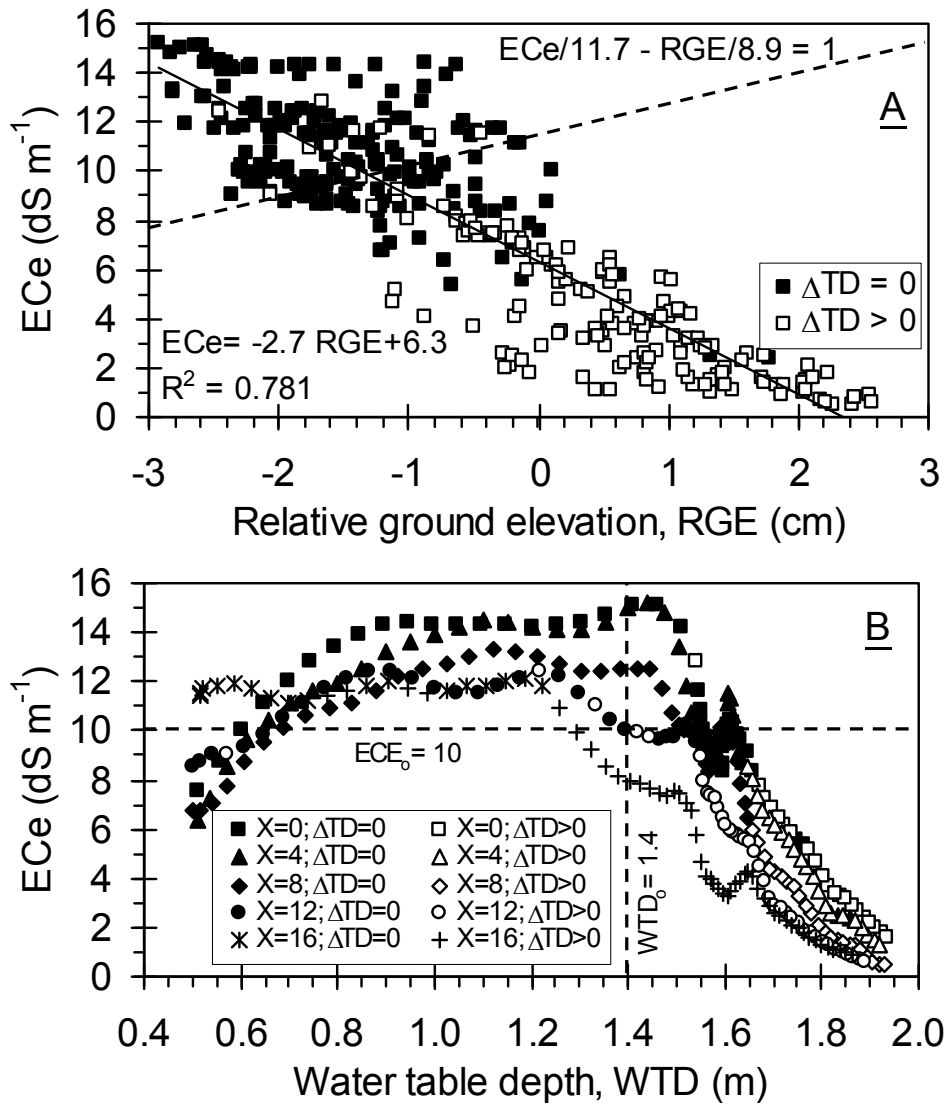 A
ECe/11.7 - RGE/8.9 = 1
16
14
12
10
8
6
4
2
0
ECe (dS m⁻¹)
ΔTD = 0
ΔTD > 0
ECe= -2.7 RGE+6.3
R² = 0.781
-3 -2 -1 0 1 2 3
Relative ground elevation, RGE (cm)
B
16
14
12
10
8
6
4
2
0
ECe (dS m⁻¹)
ECEₒ= 10
WTDₒ= 1.4
X=0; ΔTD=0 X=0; ΔTD>0
X=4; ΔTD=0 X=4; ΔTD>0
X=8; ΔTD=0 X=8; ΔTD>0
X=12; ΔTD=0 X=12; ΔTD>0
X=16; ΔTD=0 X=16; ΔTD>0
0.4 0.6 0.8 1.0 1.2 1.4 1.6 1.8 2.0
Water table depth, WTD (m)